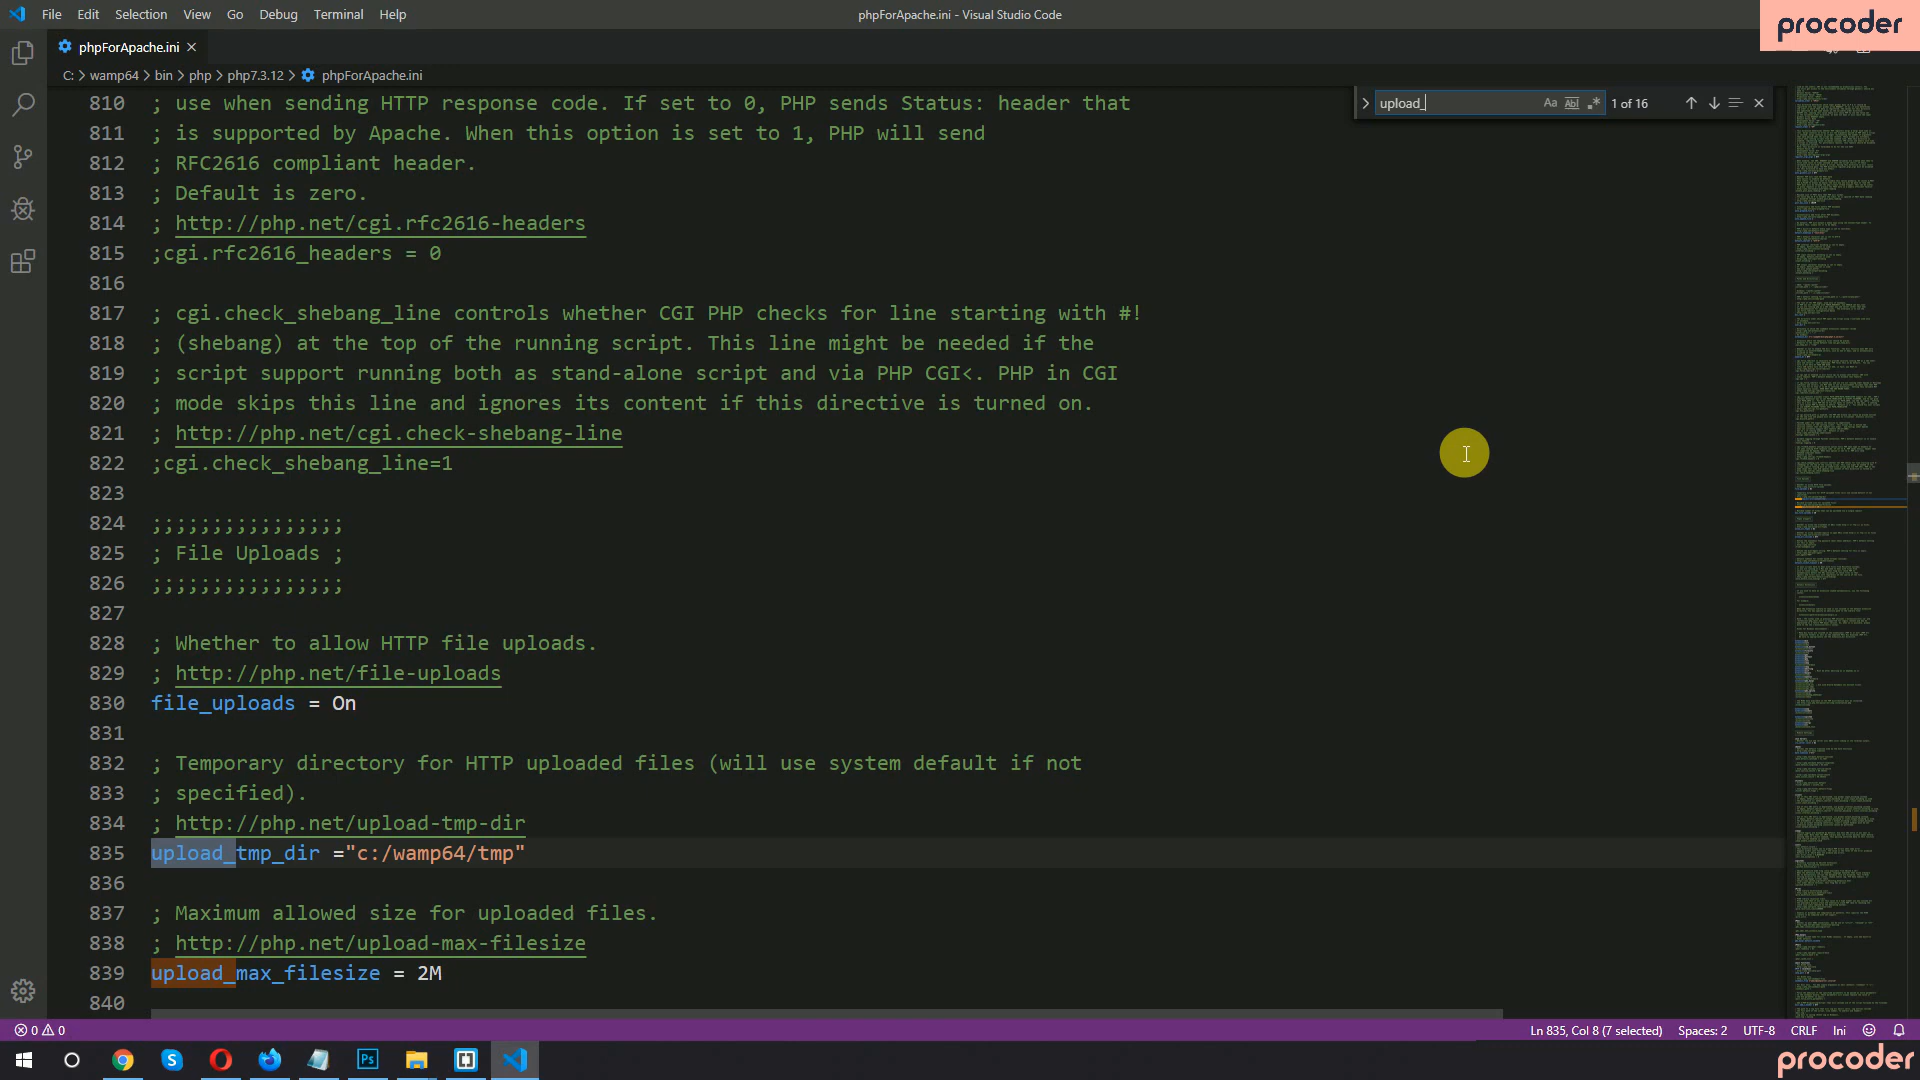 File Edit Selection View Go Debug Terminal Help
phpForApache.ini - Visual Studio Code
procoder
phpForApache.ini
C: > wamp64 > bin > php > php7.3.12 > phpForApache.ini
upload_ Aa Abl .* 1 of 16
810 ; use when sending HTTP response code. If set to 0, PHP sends Status: header that
811 ; is supported by Apache. When this option is set to 1, PHP will send
812 ; RFC2616 compliant header.
813 ; Default is zero.
814 ; http://php.net/cgi.rfc2616-headers
815 ;cgi.rfc2616_headers = 0
816
817 ; cgi.check_shebang_line controls whether CGI PHP checks for line starting with #!
818 ; (shebang) at the top of the running script. This line might be needed if the
819 ; script support running both as stand-alone script and via PHP CGI<. PHP in CGI
820 ; mode skips this line and ignores its content if this directive is turned on.
821 ; http://php.net/cgi.check-shebang-line
822 ;cgi.check_shebang_line=1
823
824 ;;;;;;;;;;;;;;;;
825 ; File Uploads ;
826 ;;;;;;;;;;;;;;;;
827
828 ; Whether to allow HTTP file uploads.
829 ; http://php.net/file-uploads
830 file_uploads = On
831
832 ; Temporary directory for HTTP uploaded files (will use system default if not
833 ; specified).
834 ; http://php.net/upload-tmp-dir
835 upload_tmp_dir ="c:/wamp64/tmp"
836
837 ; Maximum allowed size for uploaded files.
838 ; http://php.net/upload-max-filesize
839 upload_max_filesize = 2M
840
0 0
Ln 835, Col 8 (7 selected) Spaces: 2 UTF-8 CRLF Ini
Ps
procoder